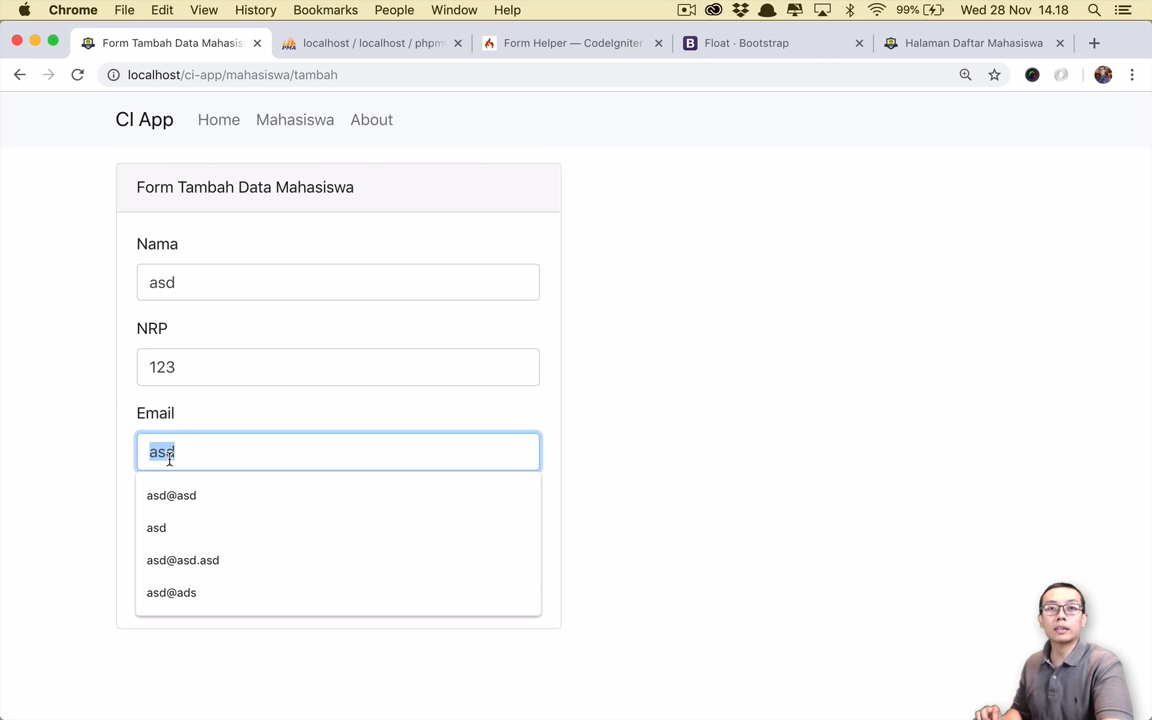 Chrome File Edit View History Bookmarks People Window Help 99% Wed 28 Nov 14.18
Form Tambah Data Mahasis
localhost / localhost / phpm
Form Helper — CodeIgniter
Float · Bootstrap
Halaman Daftar Mahasiswa
localhost/ci-app/mahasiswa/tambah
CI App Home Mahasiswa About
Form Tambah Data Mahasiswa
Nama
asd
NRP
123
Email
asd
asd@asd
asd
asd@asd.asd
asd@ads